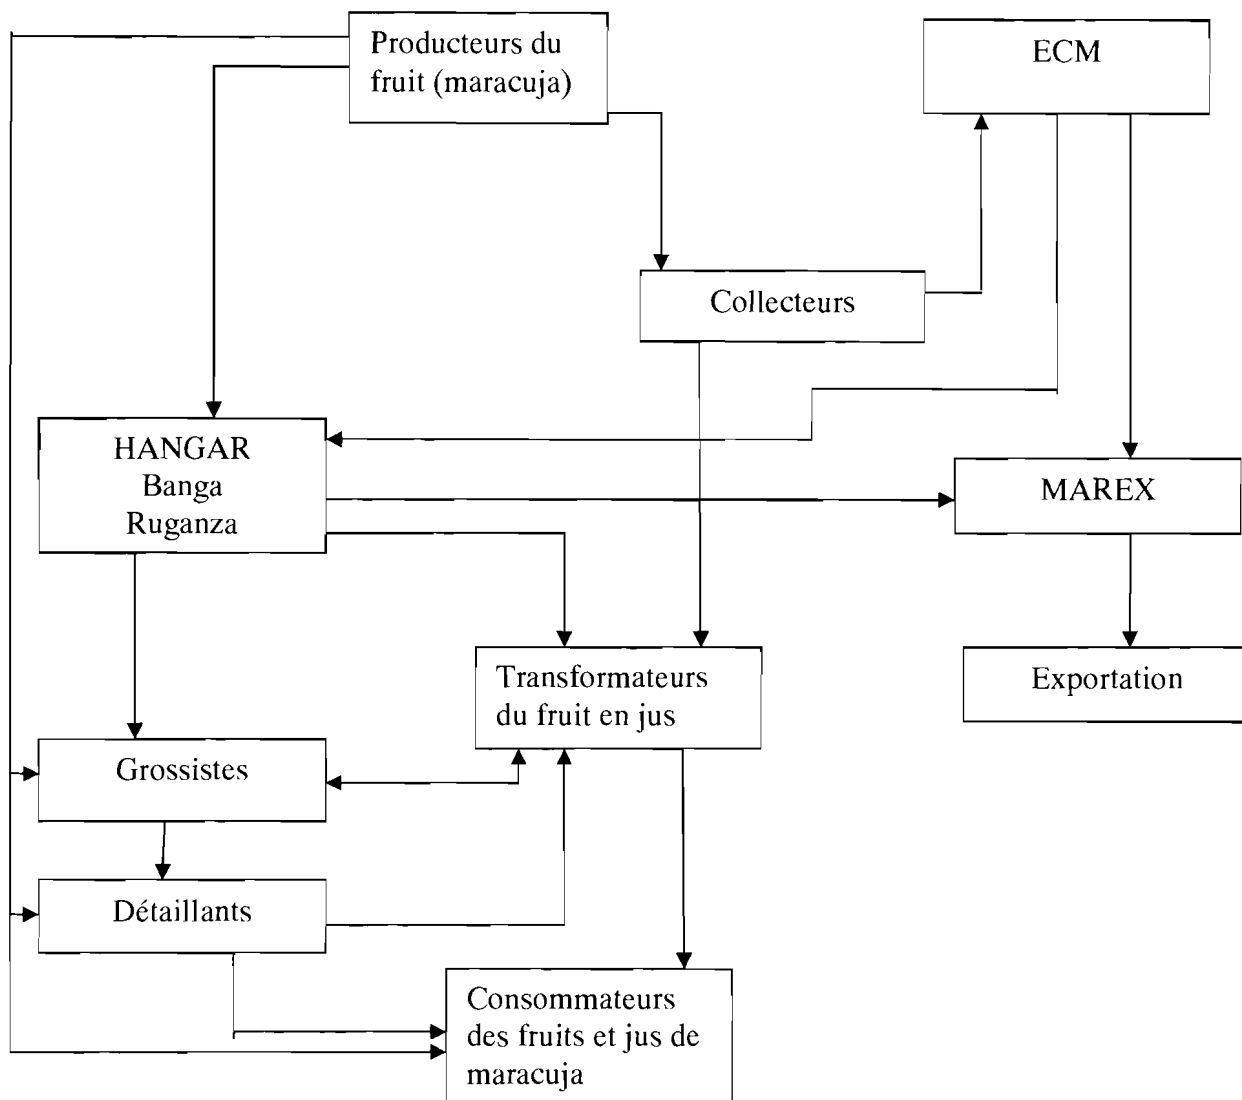 Producteurs du
fruit (maracuja)
ECM
Collecteurs
HANGAR
Banga
Ruganza
MAREX
Transformateurs
du fruit en jus
Exportation
Grossistes
Détaillants
Consommateurs
des fruits et jus de
maracuja